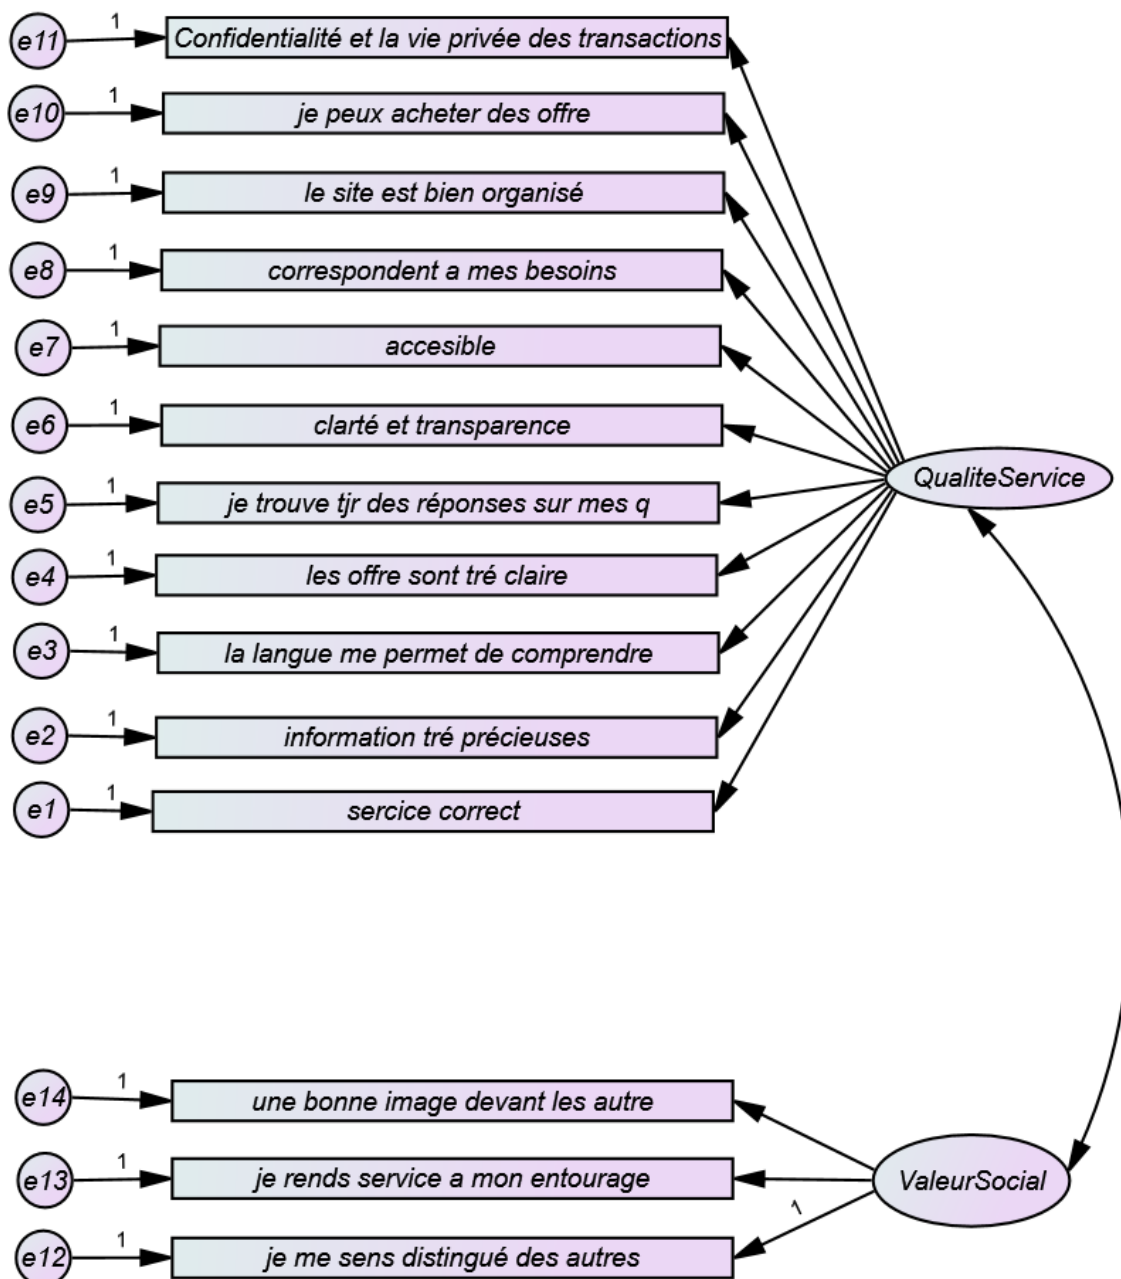 e11 1 Confidentialité et la vie privée des transactions
e10 1 je peux acheter des offre
e9 1 le site est bien organisé
e8 1 correspondent a mes besoins
e7 1 accesible
e6 1 clarté et transparence
QualiteService
e5 1 je trouve tjr des réponses sur mes q
e4 1 les offre sont tré claire
e3 1 la langue me permet de comprendre
e2 1 information tré précieuses
e1 1 sercice correct
e14 1 une bonne image devant les autre
e13 1 je rends service a mon entourage
ValeurSocial
1
e12 1 je me sens distingué des autres